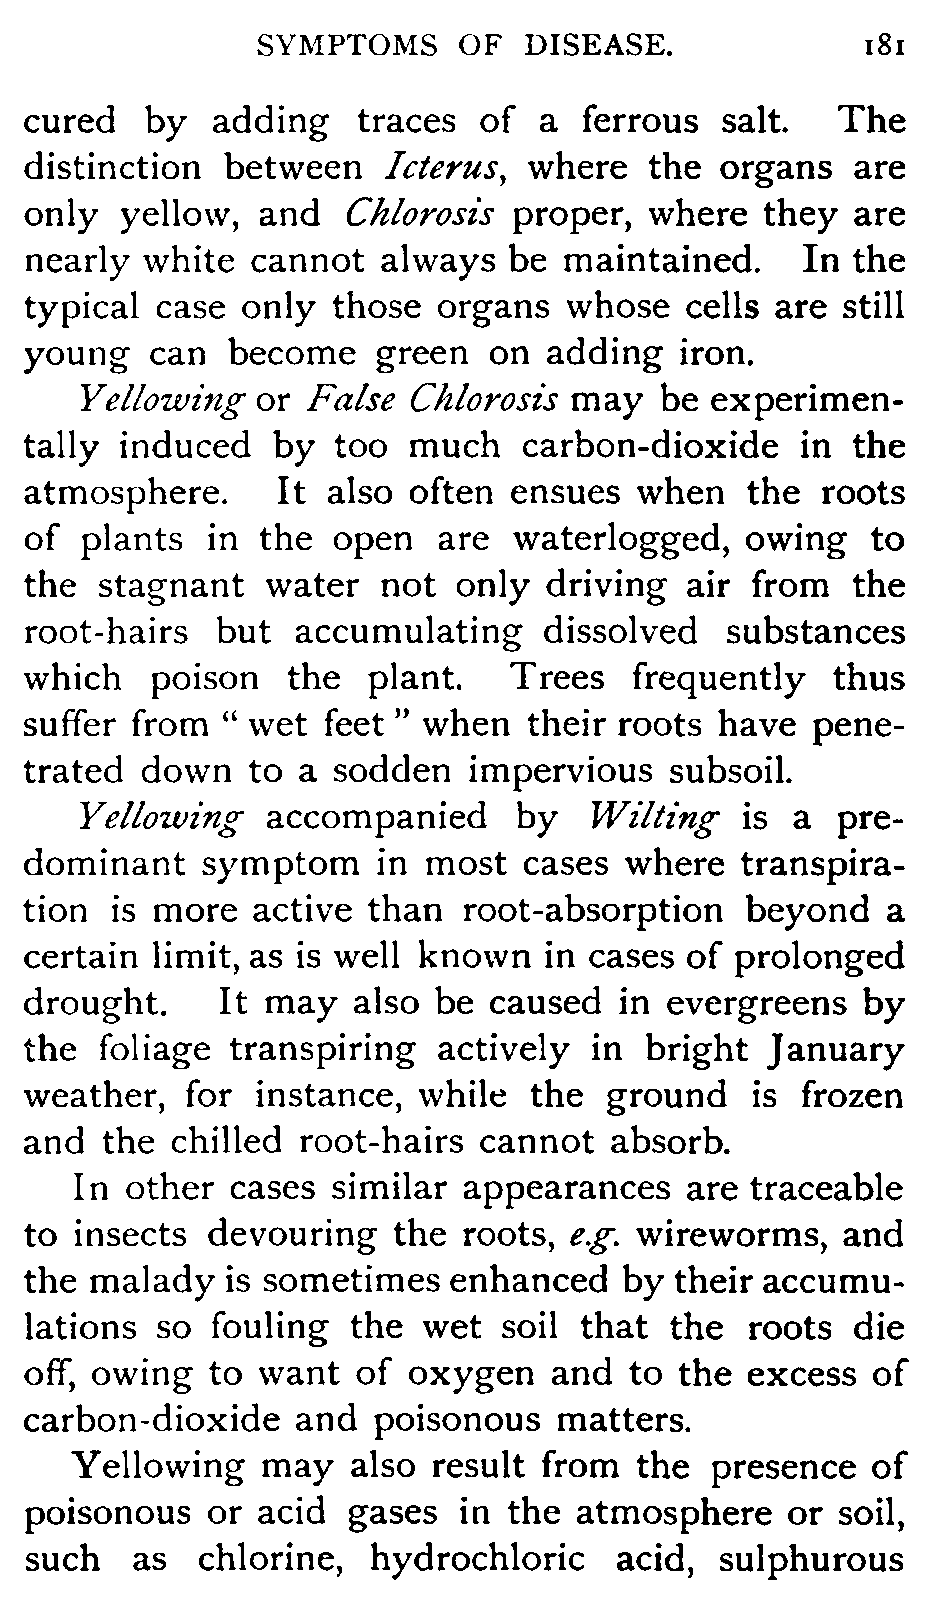 SYMPTOMS OF DISEASE. 181
cured by adding traces of a ferrous salt. The
distinction between Icterus, where the organs are
only yellow, and Chlorosis proper, where they are
nearly white cannot always be maintained. In the
typical case only those organs whose cells are still
young can become green on adding iron.
Yellowing or False Chlorosis may be experimen-
tally induced by too much carbon-dioxide in the
atmosphere. It also often ensues when the roots
of plants in the open are waterlogged, owing to
the stagnant water not only driving air from the
root-hairs but accumulating dissolved substances
which poison the plant. Trees frequently thus
suffer from “ wet feet ” when their roots have pene-
trated down to a sodden impervious subsoil.
Yellowing accompanied by Wilting is a pre-
dominant symptom in most cases where transpira-
tion is more active than root-absorption beyond a
certain limit, as is well known in cases of prolonged
drought. It may also be caused in evergreens by
the foliage transpiring actively in bright January
weather, for instance, while the ground is frozen
and the chilled root-hairs cannot absorb.
In other cases similar appearances are traceable
to insects devouring the roots, e.g. wireworms, and
the malady is sometimes enhanced by their accumu-
lations so fouling the wet soil that the roots die
off, owing to want of oxygen and to the excess of
carbon-dioxide and poisonous matters.
Yellowing may also result from the presence of
poisonous or acid gases in the atmosphere or soil,
such as chlorine, hydrochloric acid, sulphurous